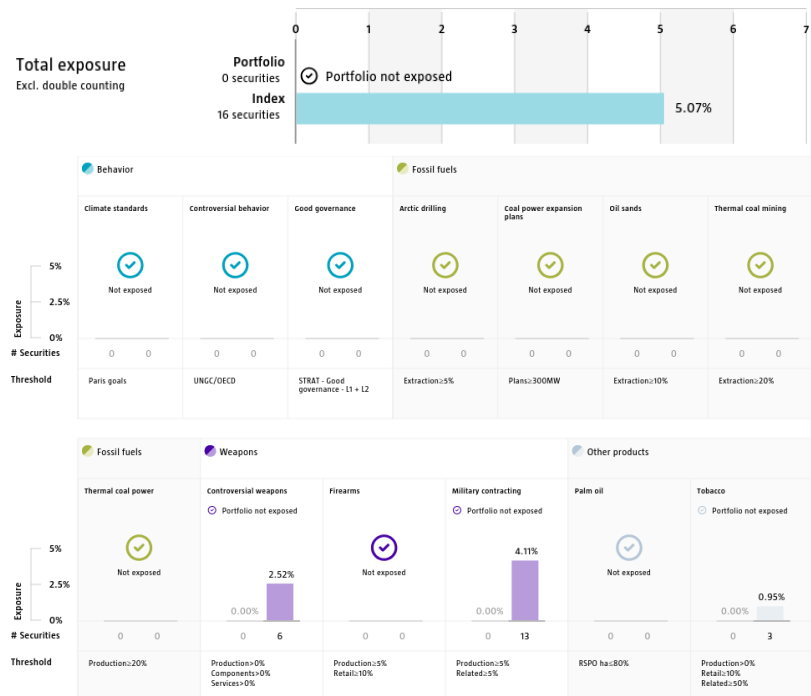 0 1 2 3 4 5 6 7
Total exposure
Excl. double counting
Portfolio
0 securities
Portfolio not exposed
Index
16 securities
5.07%
Behavior
Fossil fuels
Climate standards
Controversial behavior
Good governance
Arctic drilling
Coal power expansion
plans
Oil sands
Thermal coal mining
Exposure
5%
2.5%
0%
Not exposed
Not exposed
Not exposed
Not exposed
Not exposed
Not exposed
Not exposed
# Securities
0 0
0 0
0 0
0 0
0 0
0 0
0 0
Threshold
Paris goals
UNGC/OECD
STRAT - Good
governance - L1 + L2
Extraction≥5%
Plans≥300MW
Extraction≥10%
Extraction≥20%
Fossil fuels
Weapons
Other products
Thermal coal power
Controversial weapons
Firearms
Military contracting
Palm oil
Tobacco
Portfolio not exposed
Portfolio not exposed
Portfolio not exposed
Exposure
5%
2.5%
0%
Not exposed
0.00% 2.52%
Not exposed
0.00% 4.11%
Not exposed
0.00% 0.95%
# Securities
0 0
0 6
0 0
0 13
0 0
0 3
Threshold
Production≥20%
Production>0%
Components>0%
Services>0%
Production≥5%
Retail≥10%
Production≥5%
Related≥5%
RSPO ha≤80%
Production>0%
Retail≥10%
Related≥50%